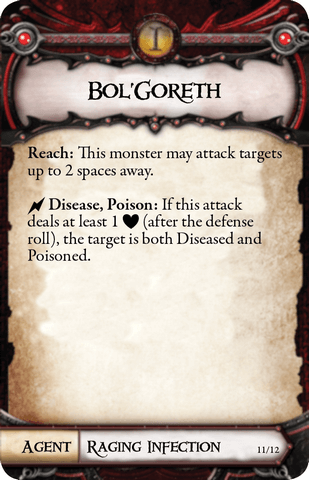 I
BOL'GORETH
Reach: This monster may attack targets
up to 2 spaces away.
Disease, Poison: If this attack
deals at least 1 (after the defense
roll), the target is both Diseased and
Poisoned.
AGENT RAGING INFECTION 11/12